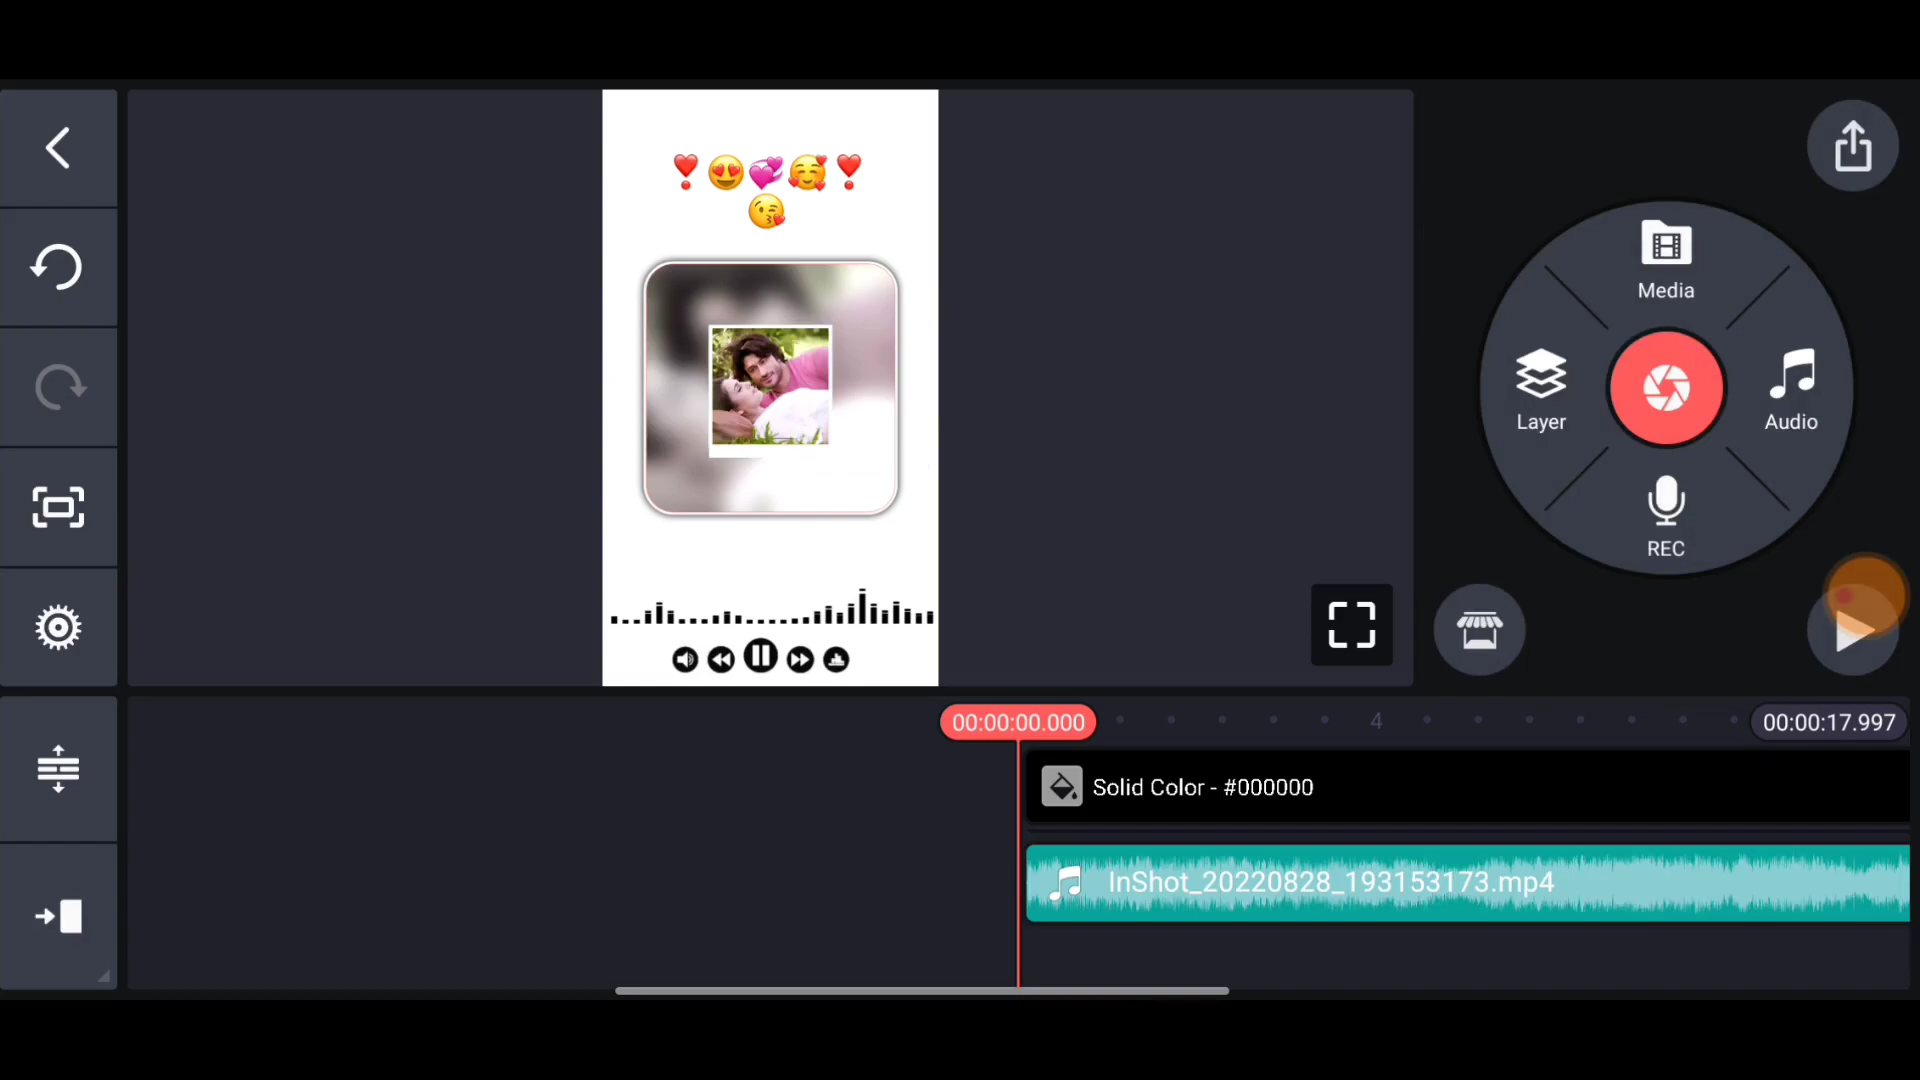 ❣️😍💞🥰❣️
😘
Media
Layer
Audio
REC
00:00:00.000
4
00:00:17.997
Solid Color - #000000
InShot_20220828_193153173.mp4